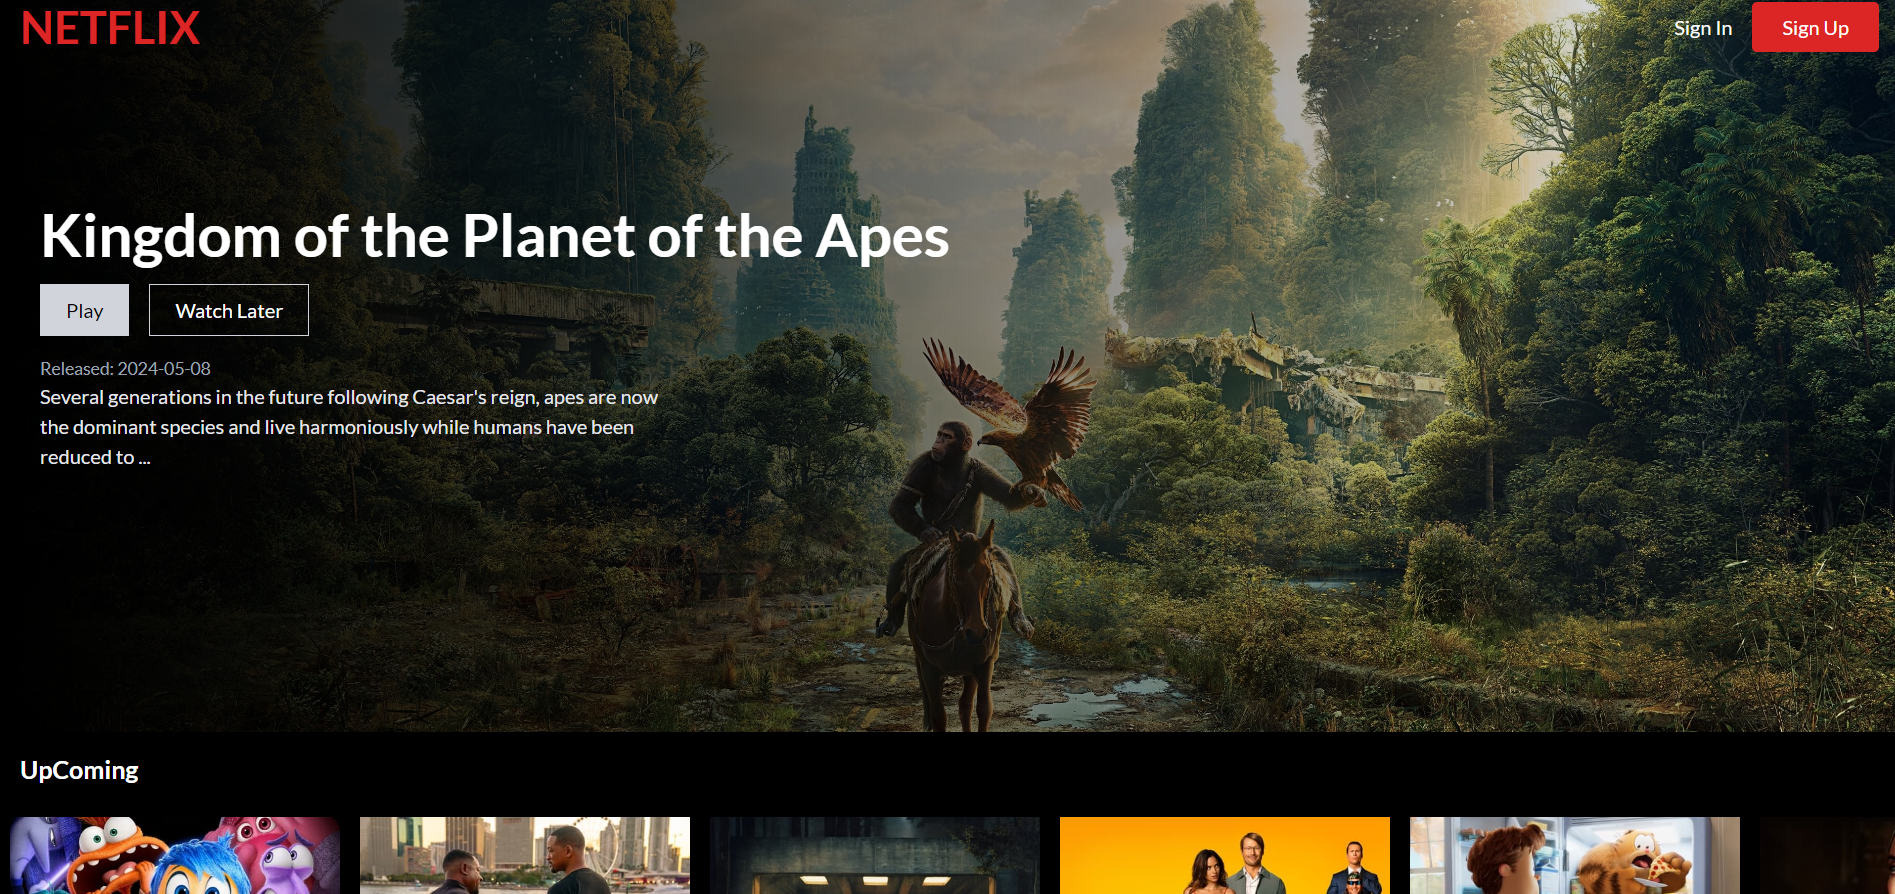 NETFLIX
Sign In
Sign Up
Kingdom of the Planet of the Apes
Play
Watch Later
Released: 2024-05-08
Several generations in the future following Caesar's reign, apes are now
the dominant species and live harmoniously while humans have been
reduced to ...
UpComing